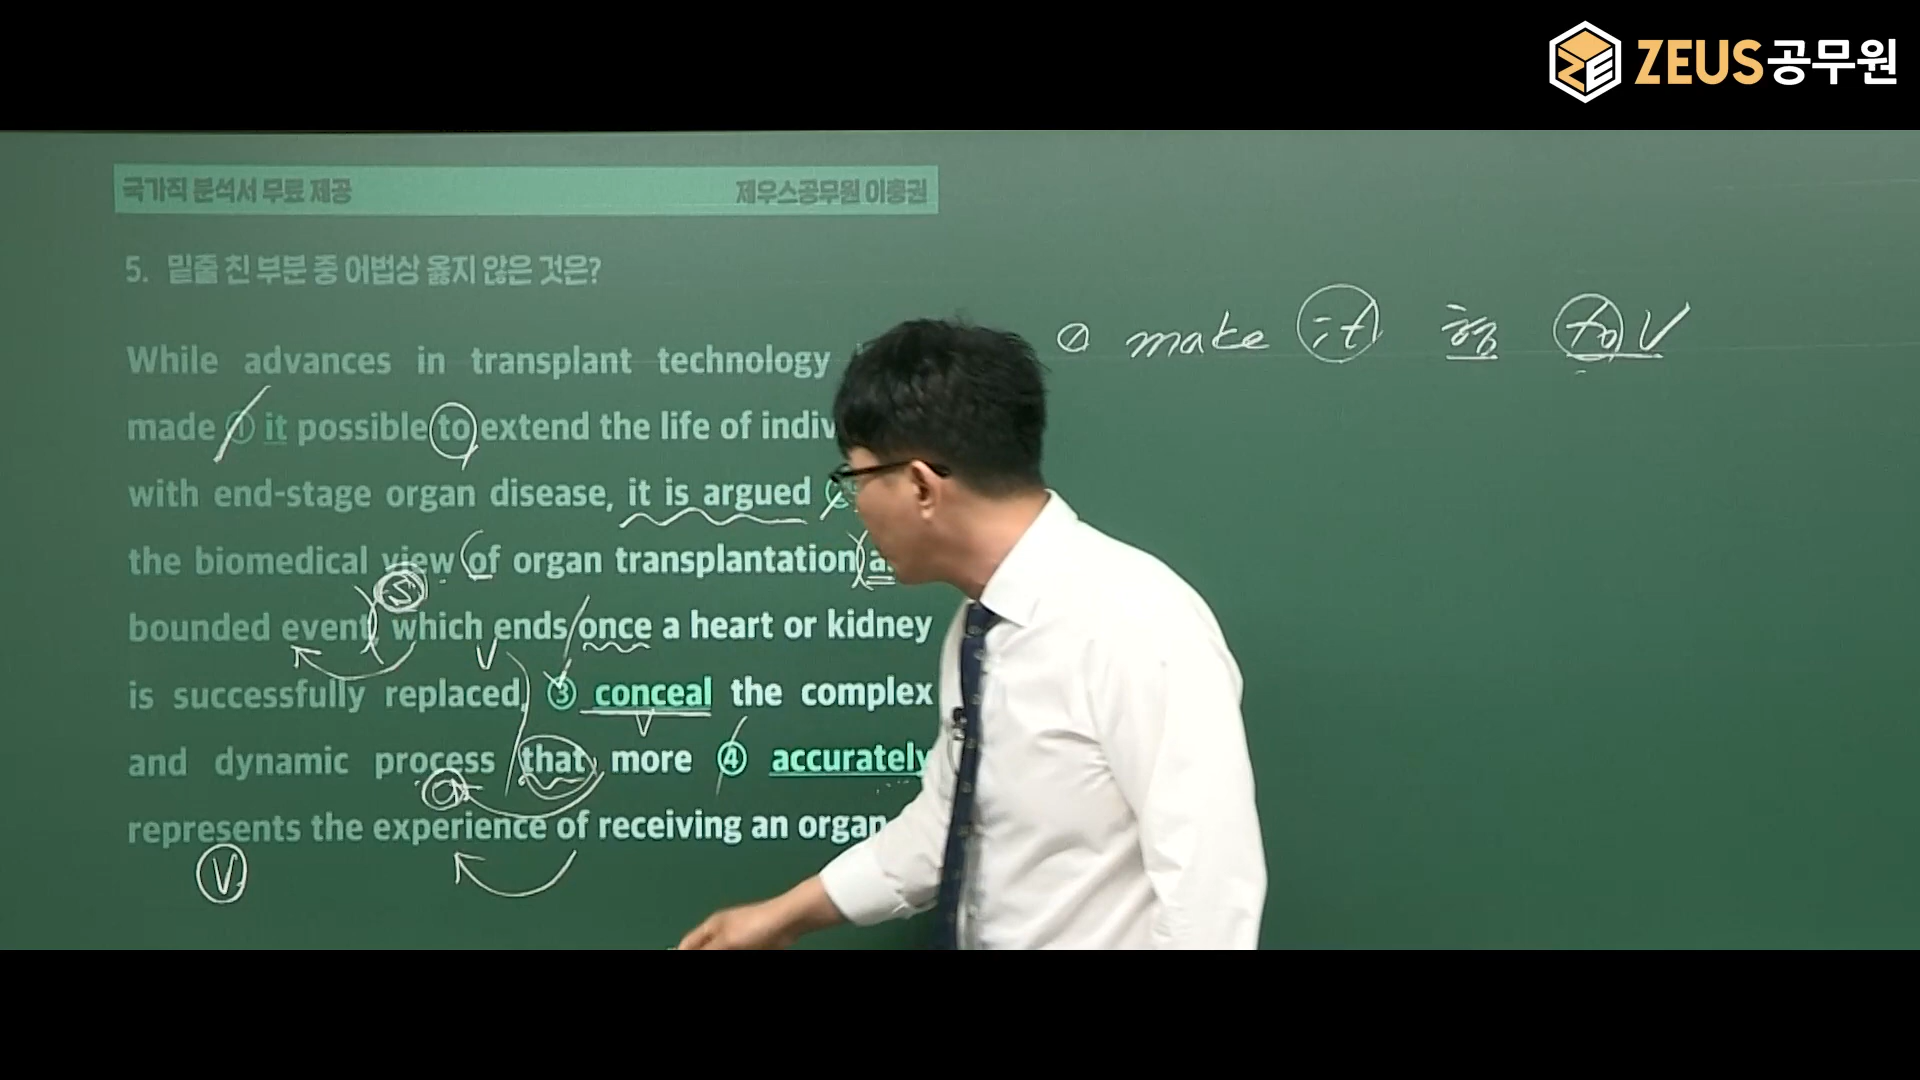 ZEUS공무원
국가직 분석서 무료 제공 제우스공무원 이홍권
5. 밑줄 친 부분 중 어법상 옳지 않은 것은?
While advances in transplant technology
made ① it possible to extend the life of
with end-stage organ disease, it is argued
the biomedical view of organ transplantation
bounded event, which ends once a heart or kidney
is successfully replaced, ③ conceal the complex
and dynamic process that more ④ accurately
represents the experience of receiving an organ
① make it 형 to V
S
V
V
V